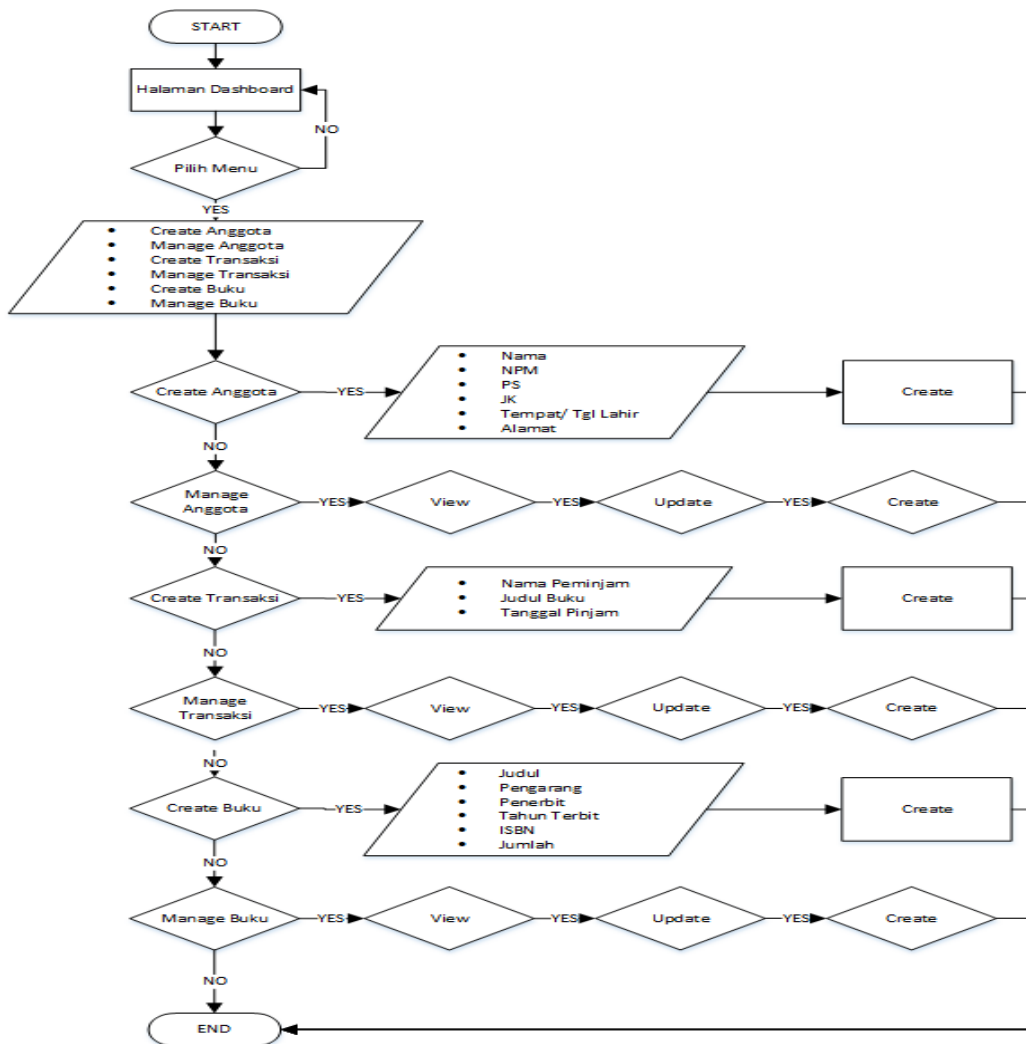 START
Halaman Dashboard
NO
Pilih Menu
YES
• Create Anggota
• Manage Anggota
• Create Transaksi
• Manage Transaksi
• Create Buku
• Manage Buku
Create Anggota
YES
• Nama
• NPM
• PS
• JK
• Tempat/ Tgl Lahir
• Alamat
Create
NO
Manage
Anggota
YES
View
YES
Update
YES
Create
NO
Create Transaksi
YES
• Nama Peminjam
• Judul Buku
• Tanggal Pinjam
Create
NO
Manage
Transaksi
YES
View
YES
Update
YES
Create
NO
Create Buku
YES
• Judul
• Pengarang
• Penerbit
• Tahun Terbit
• ISBN
• Jumlah
Create
NO
Manage Buku
YES
View
YES
Update
YES
Create
NO
END